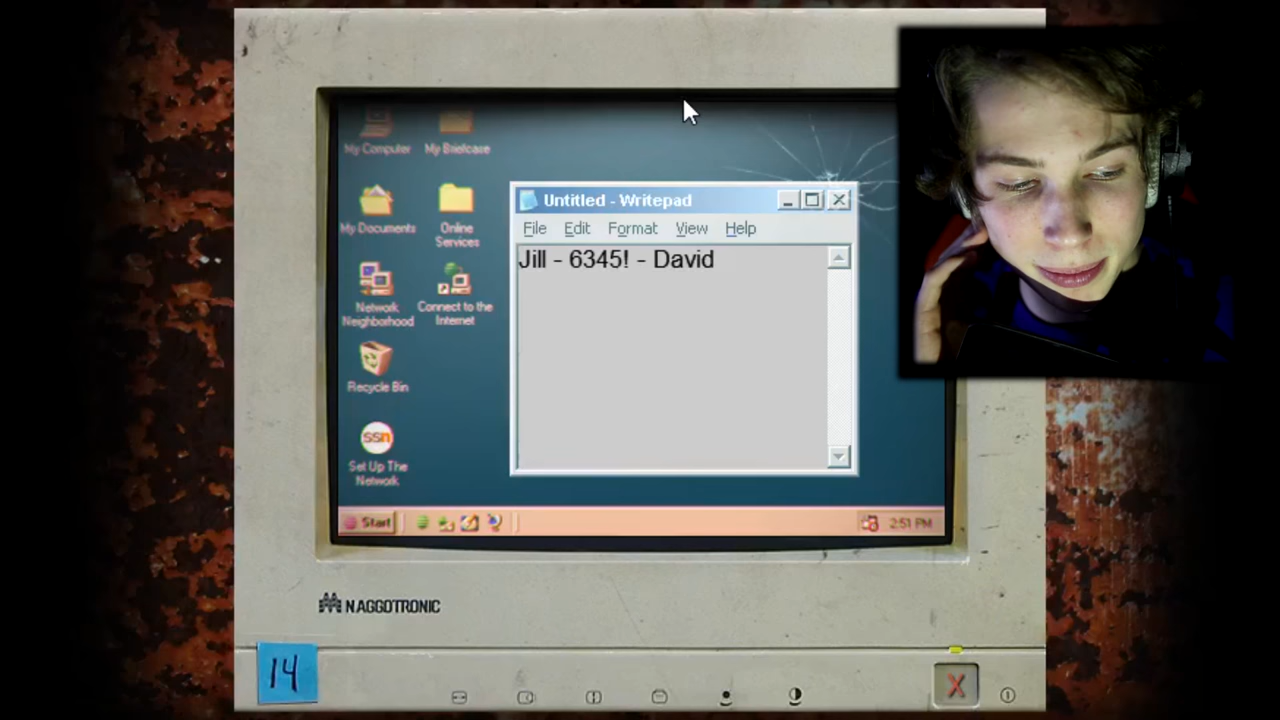 My Computer
My Briefcase
My Documents
Online
Services
Network
Neighborhood
Connect to the
Internet
Recycle Bin
ssn
Set Up The
Network
Untitled - Writepad
File Edit Format View Help
Jill - 6345! - David
Start
2:51 PM
NAGGOTRONIC
14
X